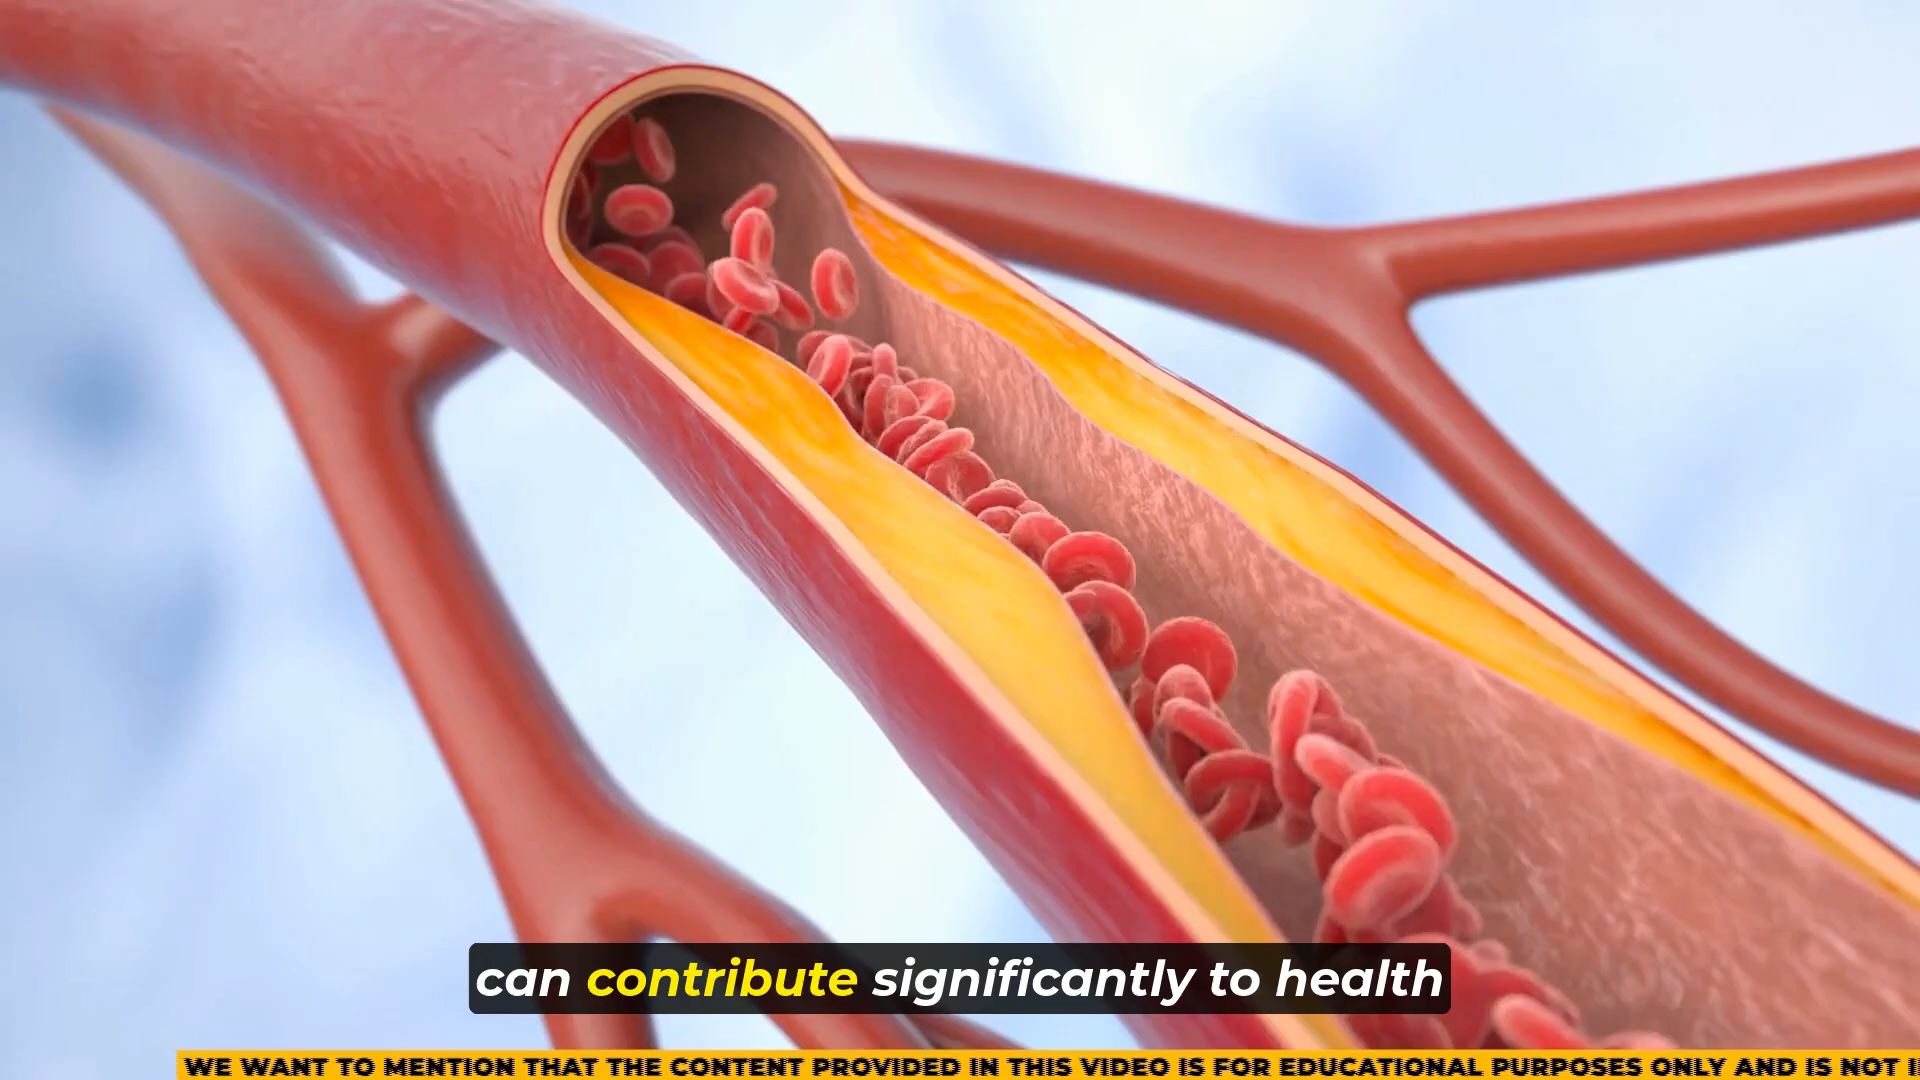 can contribute significantly to health
WE WANT TO MENTION THAT THE CONTENT PROVIDED IN THIS VIDEO IS FOR EDUCATIONAL PURPOSES ONLY AND IS NOT